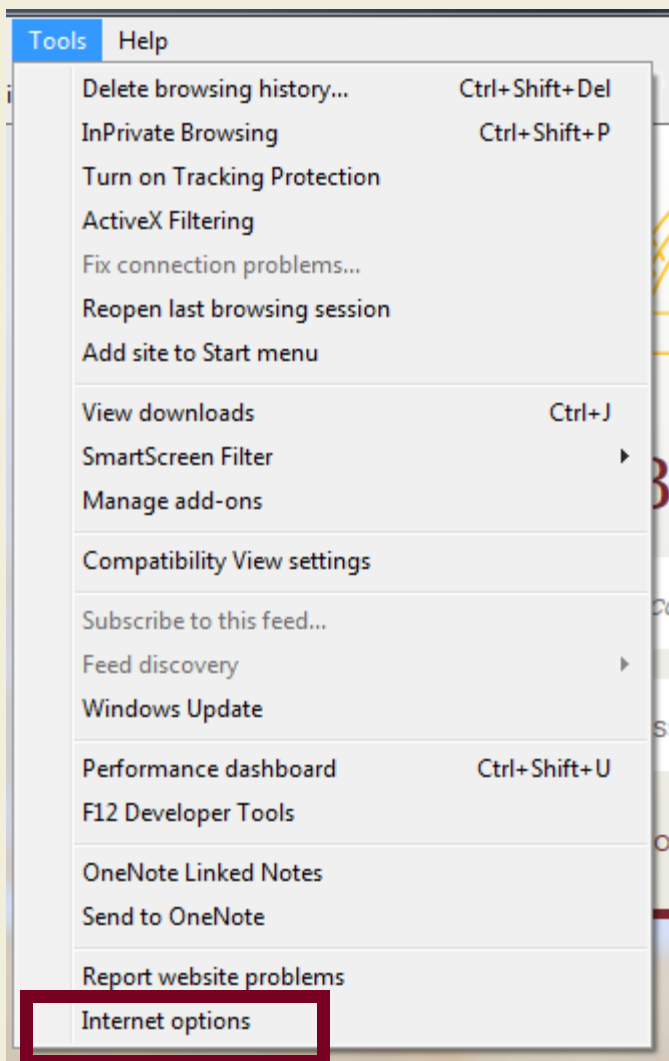 Tools Help
Delete browsing history... Ctrl+Shift+Del
InPrivate Browsing Ctrl+Shift+P
Turn on Tracking Protection
ActiveX Filtering
Fix connection problems...
Reopen last browsing session
Add site to Start menu
View downloads Ctrl+J
SmartScreen Filter
Manage add-ons
Compatibility View settings
Subscribe to this feed...
Feed discovery
Windows Update
Performance dashboard Ctrl+Shift+U
F12 Developer Tools
OneNote Linked Notes
Send to OneNote
Report website problems
Internet options